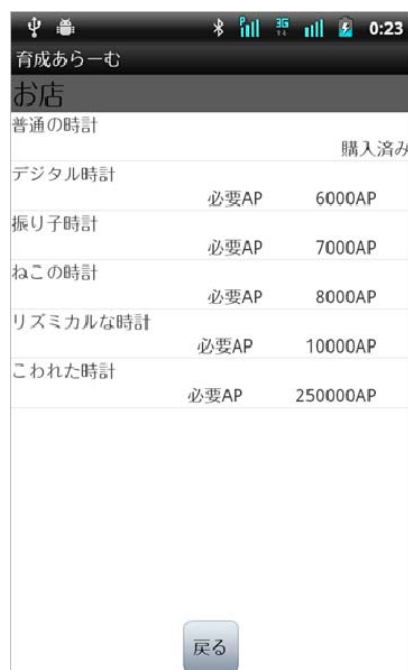 3G
0:23
育成あらーむ
お店
普通の時計
購入済み
デジタル時計
必要AP 6000AP
振り子時計
必要AP 7000AP
ねこの時計
必要AP 8000AP
リズミカルな時計
必要AP 10000AP
こわれた時計
必要AP 250000AP
戻る